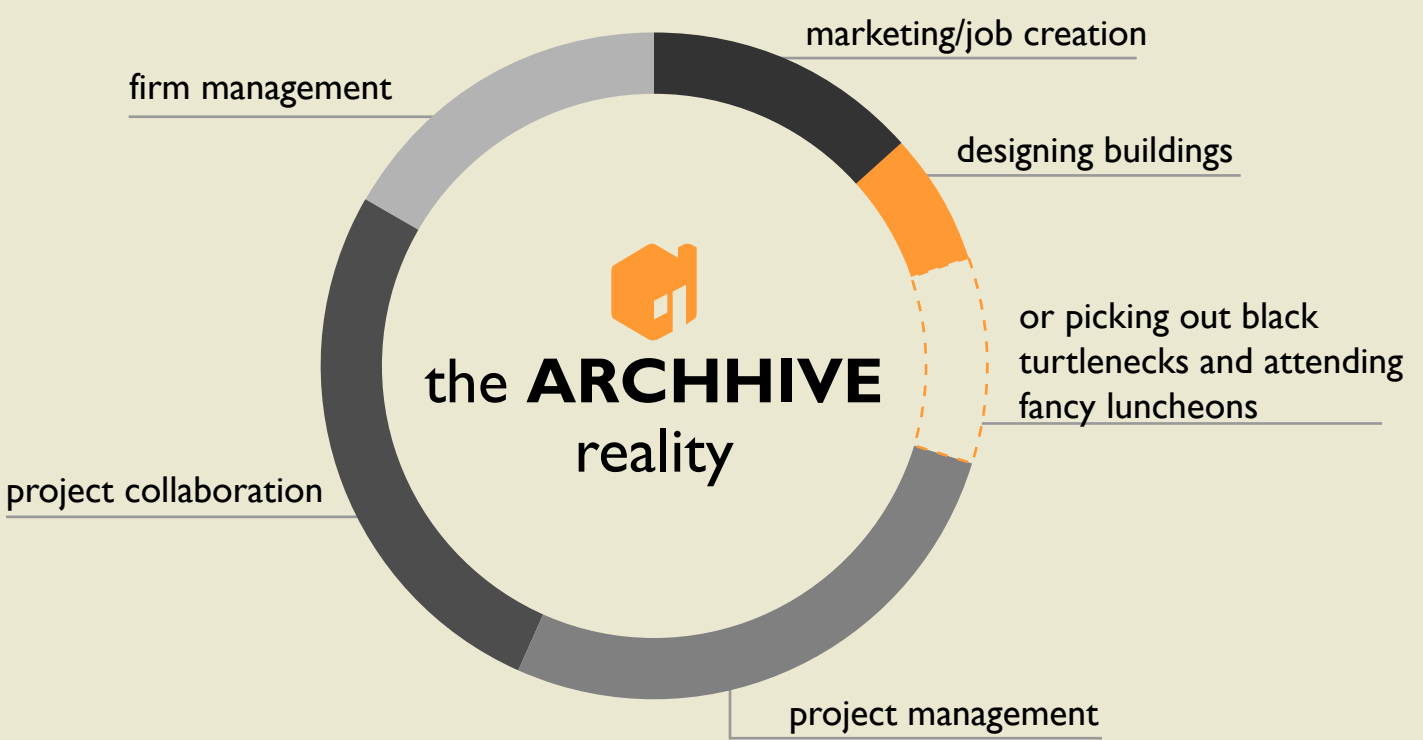 marketing/job creation
firm management
designing buildings
or picking out black
turtlenecks and attending
fancy luncheons
the ARCHHIVE
reality
project collaboration
project management